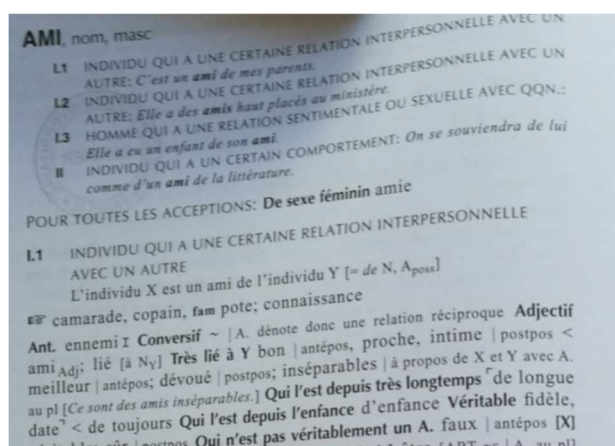 AMI, nom, masc
I.1 INDIVIDU QUI A UNE CERTAINE RELATION INTERPERSONNELLE AVEC UN
AUTRE: C'est un ami de mes parents.
I.2 INDIVIDU QUI A UNE CERTAINE RELATION INTERPERSONNELLE AVEC UN
AUTRE: Elle a des amis haut placés au ministère.
I.3 HOMME QUI A UNE RELATION SENTIMENTALE OU SEXUELLE AVEC QQN.:
Elle a eu un enfant de son ami.
II INDIVIDU QUI A UN CERTAIN COMPORTEMENT: On se souviendra de lui
comme d'un ami de la littérature.
POUR TOUTES LES ACCEPTIONS: De sexe féminin amie
I.1 INDIVIDU QUI A UNE CERTAINE RELATION INTERPERSONNELLE
AVEC UN AUTRE
L'individu X est un ami de l'individu Y [= de N, Aposs]
☞ camarade, copain, fam pote; connaissance
Ant. ennemi I Conversif ~ | A. dénote donc une relation réciproque Adjectif
ami Adj; lié [à NY] Très lié à Y bon | antépos, proche, intime | postpos <
meilleur | antépos; dévoué | postpos; inséparables | à propos de X et Y avec A.
au pl [Ce sont des amis inséparables.] Qui l'est depuis très longtemps ⌜de longue
date⌝ < de toujours Qui l'est depuis l'enfance d'enfance Véritable fidèle,
sûr | postpos Qui n'est pas véritablement un A. faux | antépos [X]